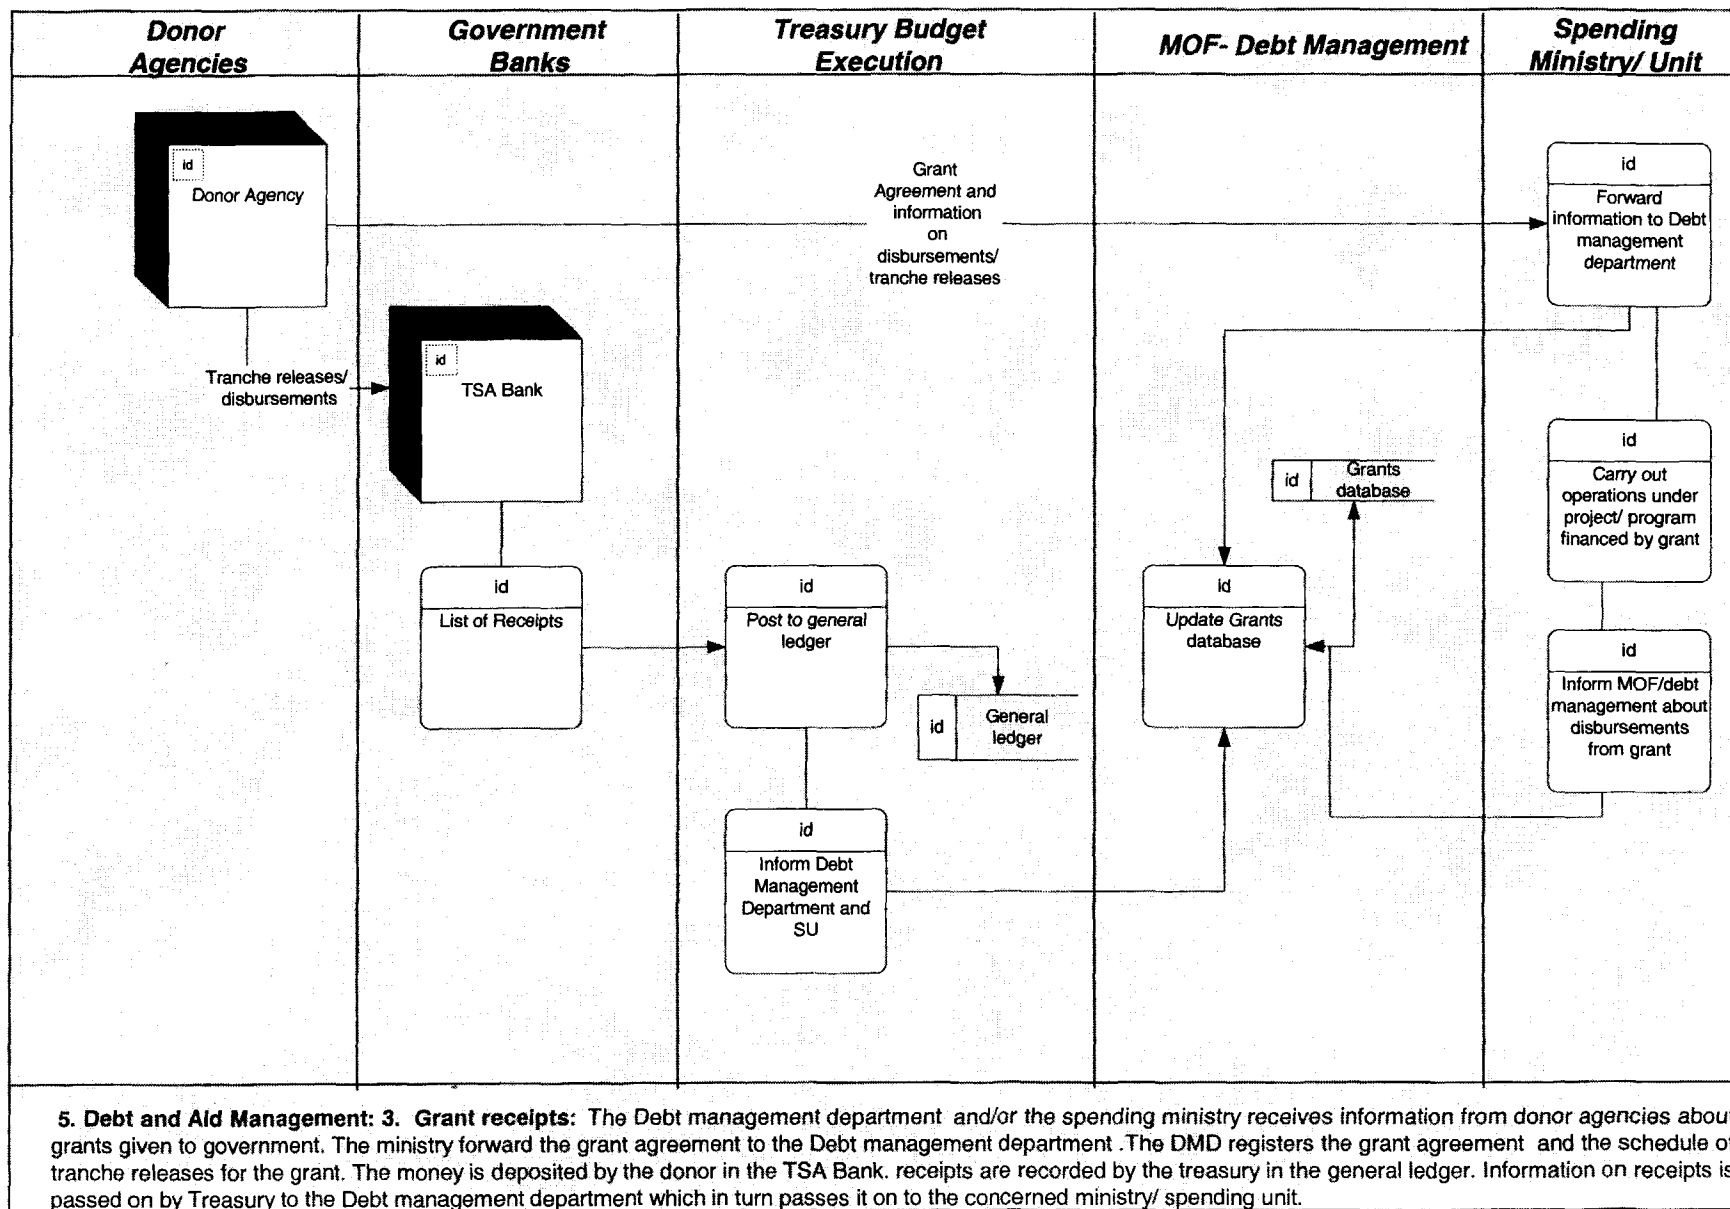 Donor
Agencies
Government
Banks
Treasury Budget
Execution
MOF- Debt Management
Spending
Ministry/ Unit
id
Donor Agency
Grant
Agreement and
information
on
disbursements/
tranche releases
id
Forward
information to Debt
management
department
Tranche releases/
disbursements
id
TSA Bank
id
Carry out
operations under
project/ program
financed by grant
id
Grants
database
id
List of Receipts
id
Post to general
ledger
id
General
ledger
id
Update Grants
database
id
Inform MOF/debt
management about
disbursements
from grant
id
Inform Debt
Management
Department and
SU
5. Debt and Aid Management: 3. Grant receipts: The Debt management department and/or the spending ministry receives information from donor agencies abou
grants given to government. The ministry forward the grant agreement to the Debt management department .The DMD registers the grant agreement and the schedule o
tranche releases for the grant. The money is deposited by the donor in the TSA Bank. receipts are recorded by the treasury in the general ledger. Information on receipts is
passed on by Treasury to the Debt management department which in turn passes it on to the concerned ministry/ spending unit.